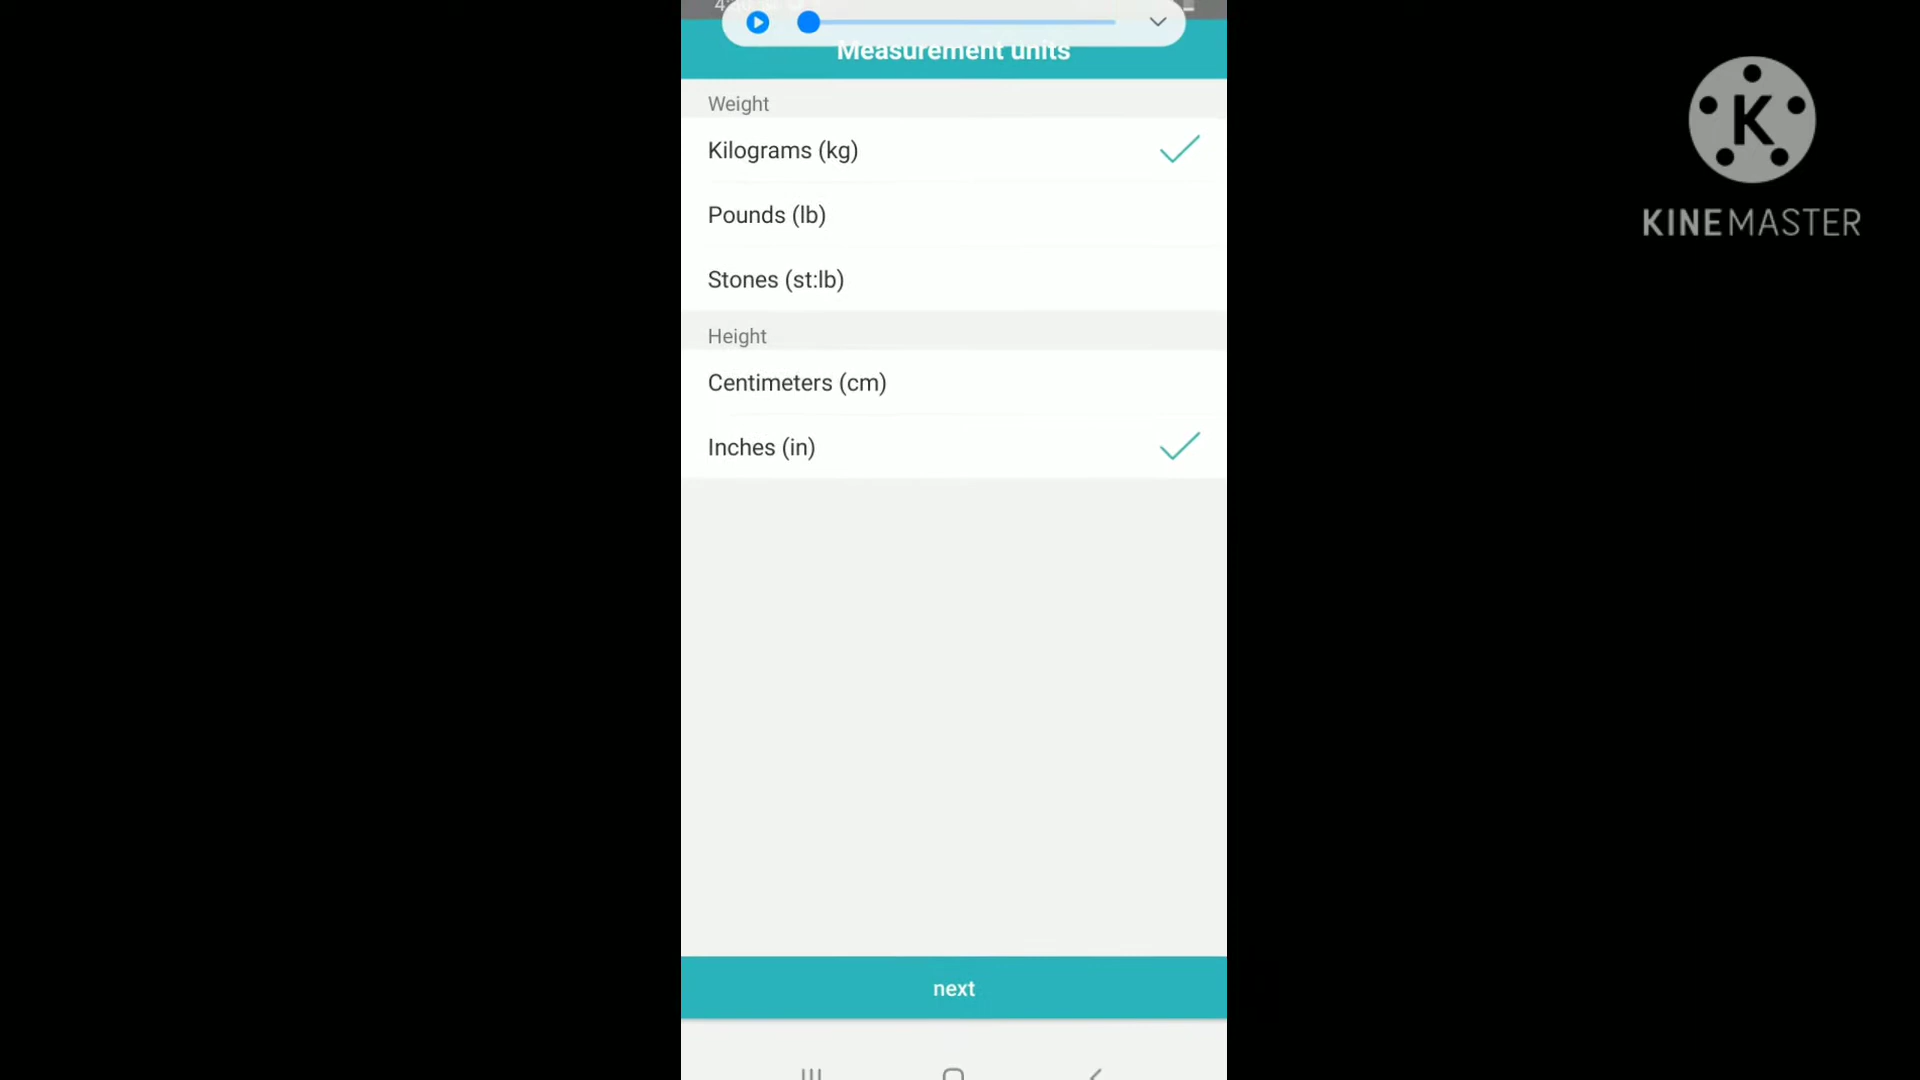 Measurement units
Weight
Kilograms (kg)
Pounds (lb)
Stones (st:lb)
Height
Centimeters (cm)
Inches (in)
next
K
KINEMASTER